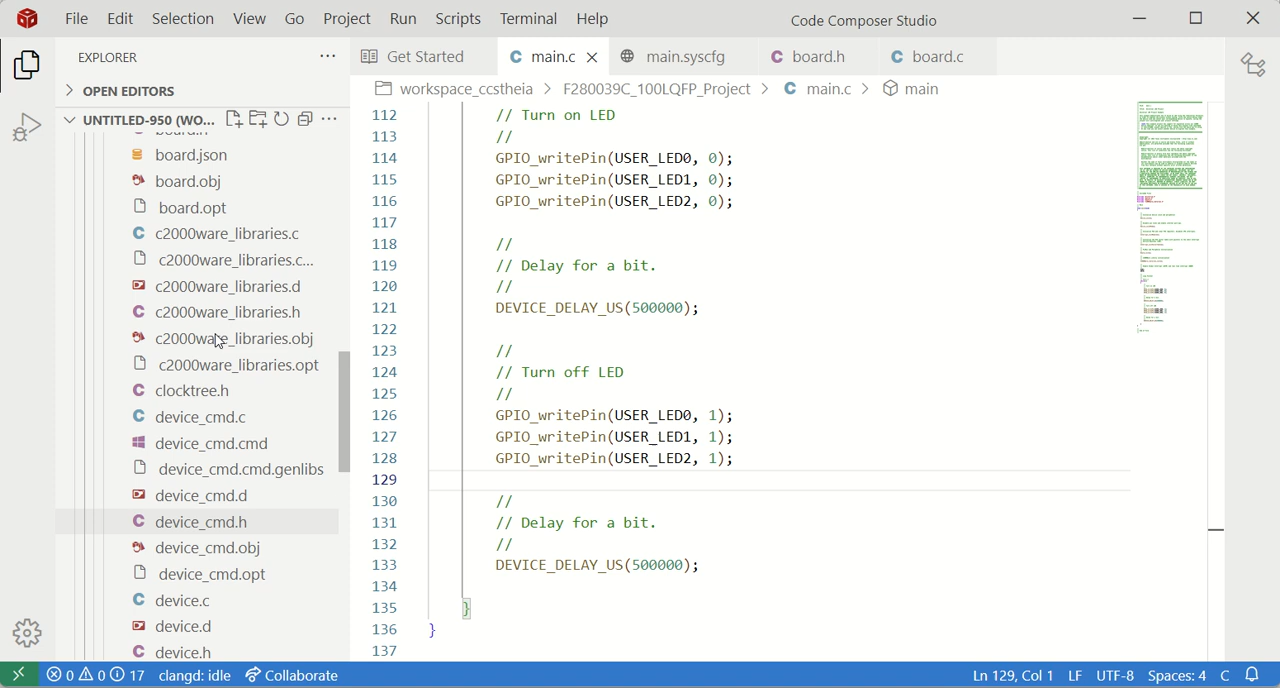 File Edit Selection View Go Project Run Scripts Terminal Help Code Composer Studio
EXPLORER ···
Get Started main.c main.syscfg board.h board.c
OPEN EDITORS
workspace_ccstheia > F280039C_100LQFP_Project > C main.c > main
UNTITLED-950 (WO...
board.json
board.obj
board.opt
C c2000ware_libraries.c
c2000ware_libraries.c...
c2000ware_libraries.d
C c2000ware_libraries.h
c2000ware_libraries.obj
c2000ware_libraries.opt
C clocktree.h
C device_cmd.c
device_cmd.cmd
device_cmd.cmd.genlibs
device_cmd.d
C device_cmd.h
device_cmd.obj
device_cmd.opt
C device.c
device.d
C device.h
112 // Turn on LED
113 //
114 GPIO_writePin(USER_LED0, 0);
115 GPIO_writePin(USER_LED1, 0);
116 GPIO_writePin(USER_LED2, 0);
117
118 //
119 // Delay for a bit.
120 //
121 DEVICE_DELAY_US(500000);
122
123 //
124 // Turn off LED
125 //
126 GPIO_writePin(USER_LED0, 1);
127 GPIO_writePin(USER_LED1, 1);
128 GPIO_writePin(USER_LED2, 1);
129
130 //
131 // Delay for a bit.
132 //
133 DEVICE_DELAY_US(500000);
134
135 }
136 }
137
0 0 17 clangd: idle Collaborate Ln 129, Col 1 LF UTF-8 Spaces: 4 C